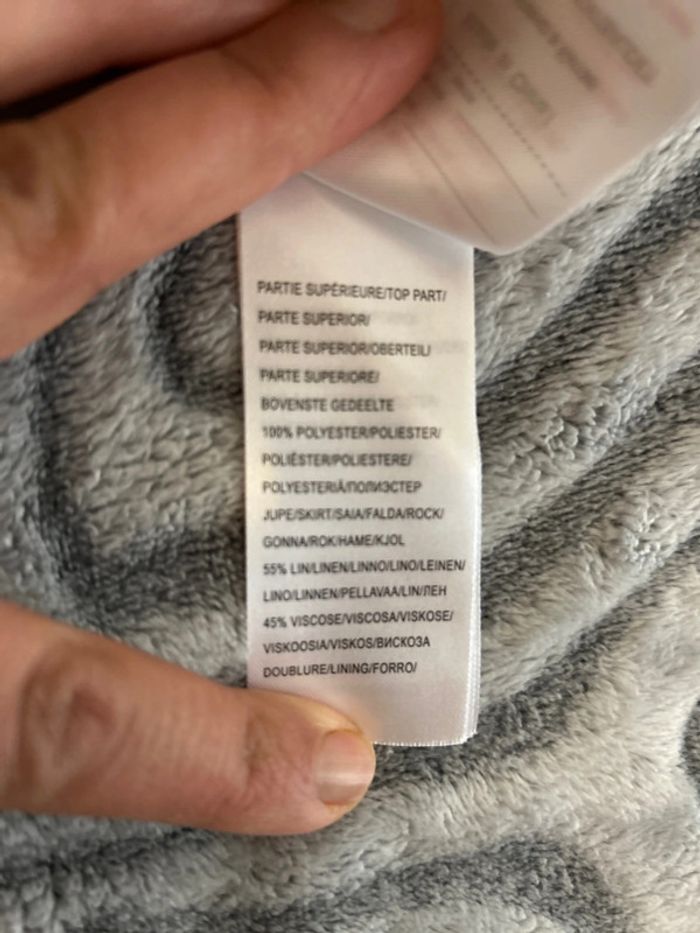 PARTIE SUPÉRIEURE/TOP PART/
PARTE SUPERIOR/
PARTE SUPERIOR/OBERTEIL/
PARTE SUPERIORE/
BOVENSTE GEDEELTE
100% POLYESTER/POLIESTER/
POLIÉSTER/POLIESTERE/
POLYESTERIÄ/ПОЛИЭСТЕР
JUPE/SKIRT/SAIA/FALDA/ROCK/
GONNA/ROK/HAME/KJOL
55% LIN/LINEN/LINNO/LINO/LEINEN/
LINO/LINNEN/PELLAVAA/LIN/ЛЕН
45% VISCOSE/VISCOSA/VISKOSE/
VISKOOSIA/VISKOS/ВИСКОЗА
DOUBLURE/LINING/FORRO/